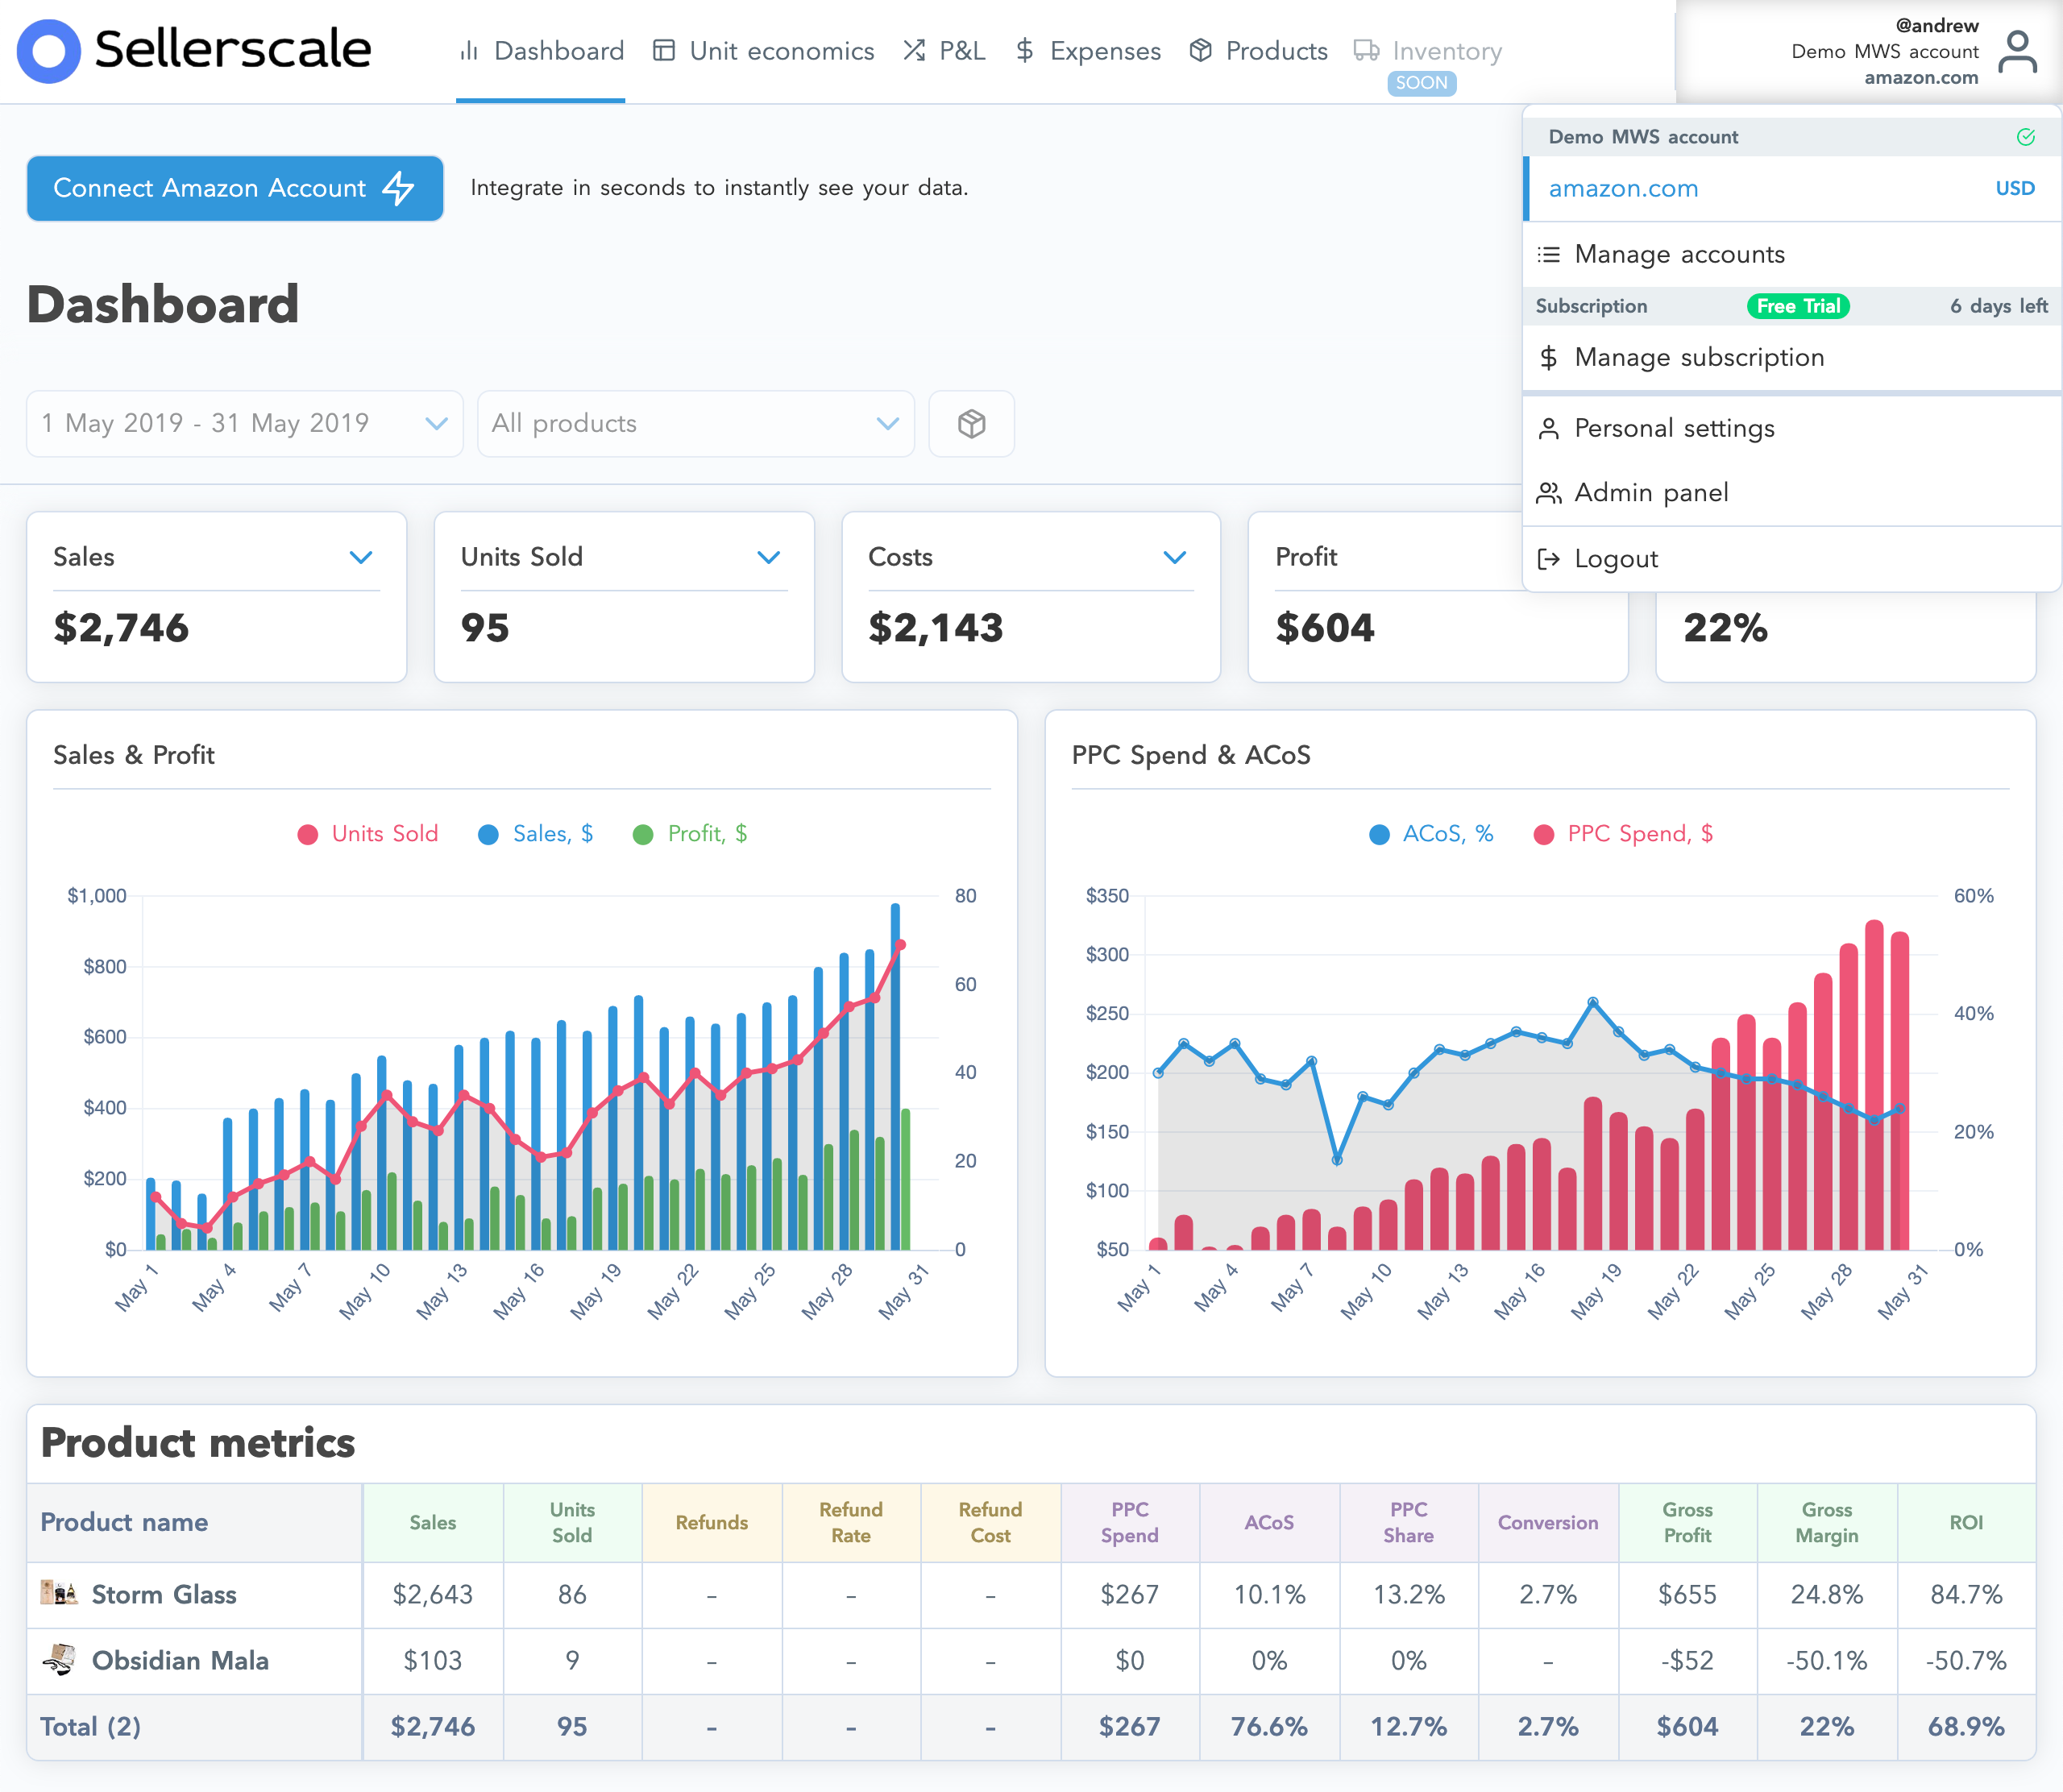 Sellerscale
Dashboard
Unit economics
P&L
Expenses
Products
Inventory
SOON
@andrew
Demo MWS account
amazon.com
Demo MWS account
amazon.com USD
Manage accounts
Subscription Free Trial 6 days left
Manage subscription
Personal settings
Admin panel
Logout
Connect Amazon Account
Integrate in seconds to instantly see your data.
Dashboard
1 May 2019 - 31 May 2019
All products
Sales
$2,746
Units Sold
95
Costs
$2,143
Profit
$604
22%
Sales & Profit
Units Sold Sales, $ Profit, $
$1,000
$800
$600
$400
$200
$0
80
60
40
20
0
May 1
May 4
May 7
May 10
May 13
May 16
May 19
May 22
May 25
May 28
May 31
PPC Spend & ACoS
ACoS, % PPC Spend, $
$350
$300
$250
$200
$150
$100
$50
60%
40%
20%
0%
May 1
May 4
May 7
May 10
May 13
May 16
May 19
May 22
May 25
May 28
May 31
Product metrics
Product name
Sales
Units
Sold
Refunds
Refund
Rate
Refund
Cost
PPC
Spend
ACoS
PPC
Share
Conversion
Gross
Profit
Gross
Margin
ROI
Storm Glass $2,643 86 – – – $267 10.1% 13.2% 2.7% $655 24.8% 84.7%
Obsidian Mala $103 9 – – – $0 0% 0% – -$52 -50.1% -50.7%
Total (2) $2,746 95 – – – $267 76.6% 12.7% 2.7% $604 22% 68.9%